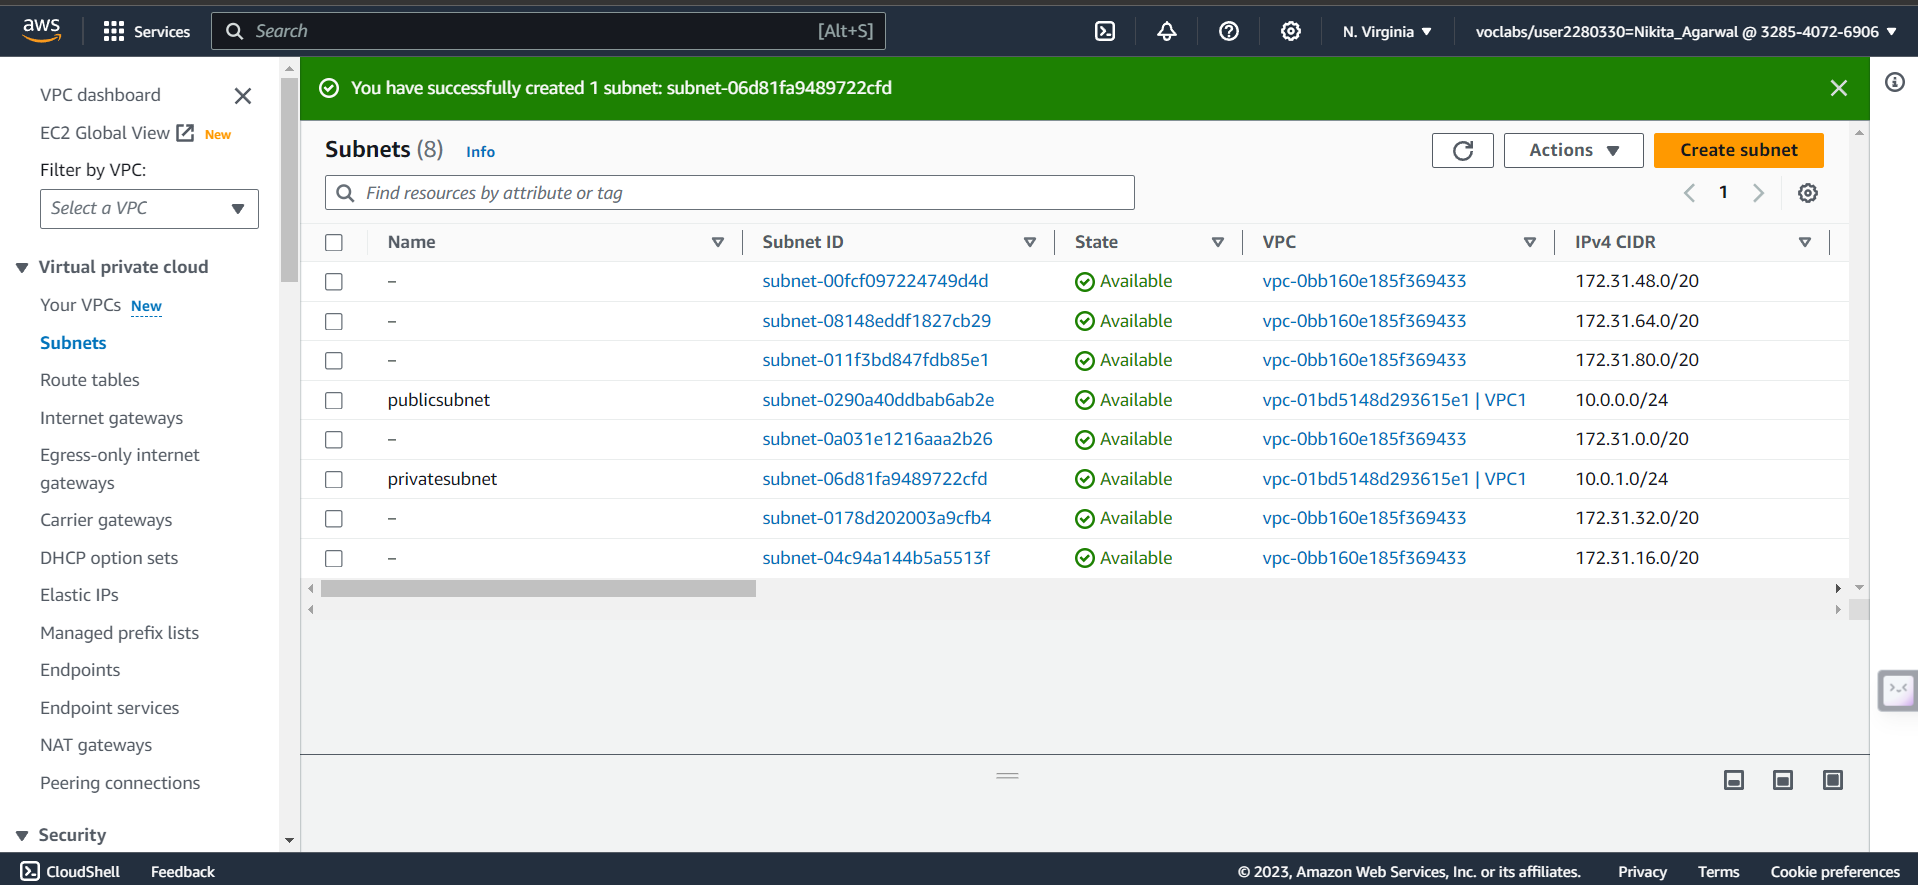 aws
Services
Search
[Alt+S]
N. Virginia
voclabs/user2280330=Nikita_Agarwal @ 3285-4072-6906
VPC dashboard
EC2 Global View
New
Filter by VPC:
Select a VPC
Virtual private cloud
Your VPCs
New
Subnets
Route tables
Internet gateways
Egress-only internet
gateways
Carrier gateways
DHCP option sets
Elastic IPs
Managed prefix lists
Endpoints
Endpoint services
NAT gateways
Peering connections
Security
You have successfully created 1 subnet: subnet-06d81fa9489722cfd
Subnets (8)
Info
Actions
Create subnet
Find resources by attribute or tag
1
Name Subnet ID State VPC IPv4 CIDR
– subnet-00fcf097224749d4d Available vpc-0bb160e185f369433 172.31.48.0/20
– subnet-08148eddf1827cb29 Available vpc-0bb160e185f369433 172.31.64.0/20
– subnet-011f3bd847fdb85e1 Available vpc-0bb160e185f369433 172.31.80.0/20
publicsubnet subnet-0290a40ddbab6ab2e Available vpc-01bd5148d293615e1 | VPC1 10.0.0.0/24
– subnet-0a031e1216aaa2b26 Available vpc-0bb160e185f369433 172.31.0.0/20
privatesubnet subnet-06d81fa9489722cfd Available vpc-01bd5148d293615e1 | VPC1 10.0.1.0/24
– subnet-0178d202003a9cfb4 Available vpc-0bb160e185f369433 172.31.32.0/20
– subnet-04c94a144b5a5513f Available vpc-0bb160e185f369433 172.31.16.0/20
CloudShell
Feedback
© 2023, Amazon Web Services, Inc. or its affiliates.
Privacy
Terms
Cookie preferences